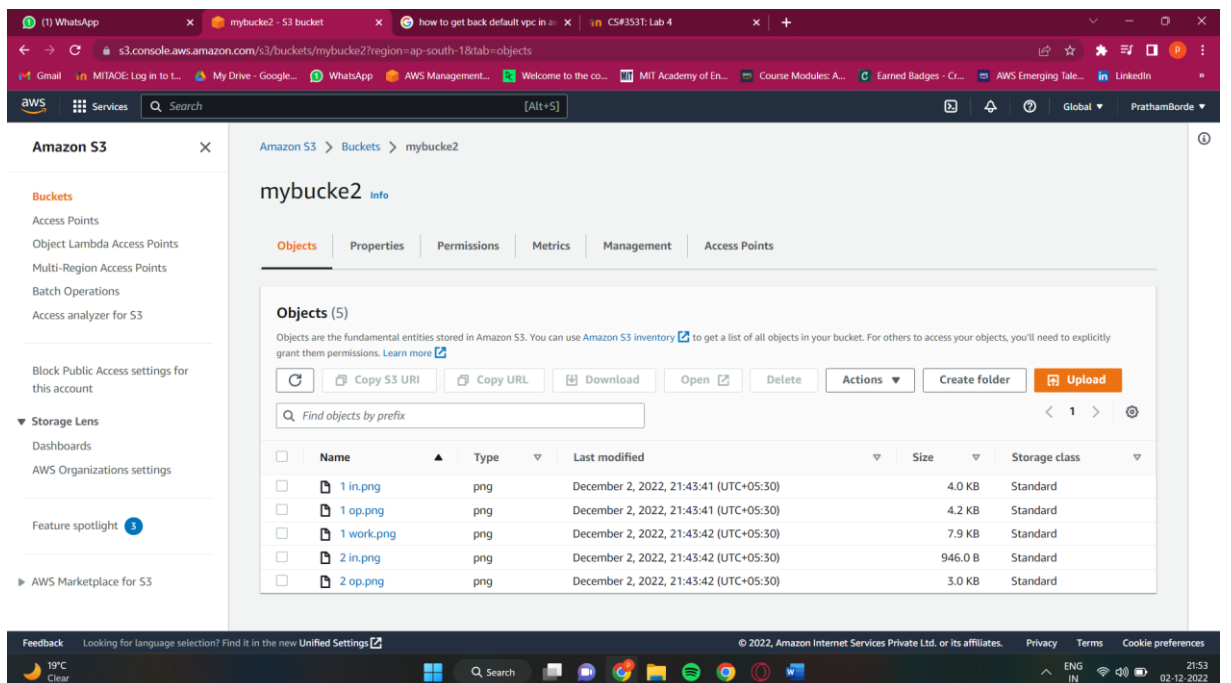 (1) WhatsApp
mybucke2 - S3 bucket
how to get back default vpc in a
CS#353T: Lab 4
s3.console.aws.amazon.com/s3/buckets/mybucke2?region=ap-south-1&tab=objects
P
Gmail
MITAOE: Log in to t...
My Drive - Google...
WhatsApp
AWS Management...
Welcome to the co...
MIT Academy of En...
Course Modules: A...
Earned Badges - Cr...
AWS Emerging Tale...
LinkedIn
aws
Services
Search
[Alt+S]
Global
PrathamBorde
Amazon S3
Buckets
Access Points
Object Lambda Access Points
Multi-Region Access Points
Batch Operations
Access analyzer for S3
Block Public Access settings for
this account
Storage Lens
Dashboards
AWS Organizations settings
Feature spotlight 3
AWS Marketplace for S3
Amazon S3 > Buckets > mybucke2
mybucke2 Info
Objects Properties Permissions Metrics Management Access Points
Objects (5)
Objects are the fundamental entities stored in Amazon S3. You can use Amazon S3 inventory to get a list of all objects in your bucket. For others to access your objects, you'll need to explicitly
grant them permissions. Learn more
Copy S3 URI Copy URL Download Open Delete Actions Create folder Upload
Find objects by prefix
1
Name Type Last modified Size Storage class
1 in.png png December 2, 2022, 21:43:41 (UTC+05:30) 4.0 KB Standard
1 op.png png December 2, 2022, 21:43:41 (UTC+05:30) 4.2 KB Standard
1 work.png png December 2, 2022, 21:43:42 (UTC+05:30) 7.9 KB Standard
2 in.png png December 2, 2022, 21:43:42 (UTC+05:30) 946.0 B Standard
2 op.png png December 2, 2022, 21:43:42 (UTC+05:30) 3.0 KB Standard
Feedback Looking for language selection? Find it in the new Unified Settings © 2022, Amazon Internet Services Private Ltd. or its affiliates. Privacy Terms Cookie preferences
19°C
Clear
Search
ENG
IN
21:53
02-12-2022